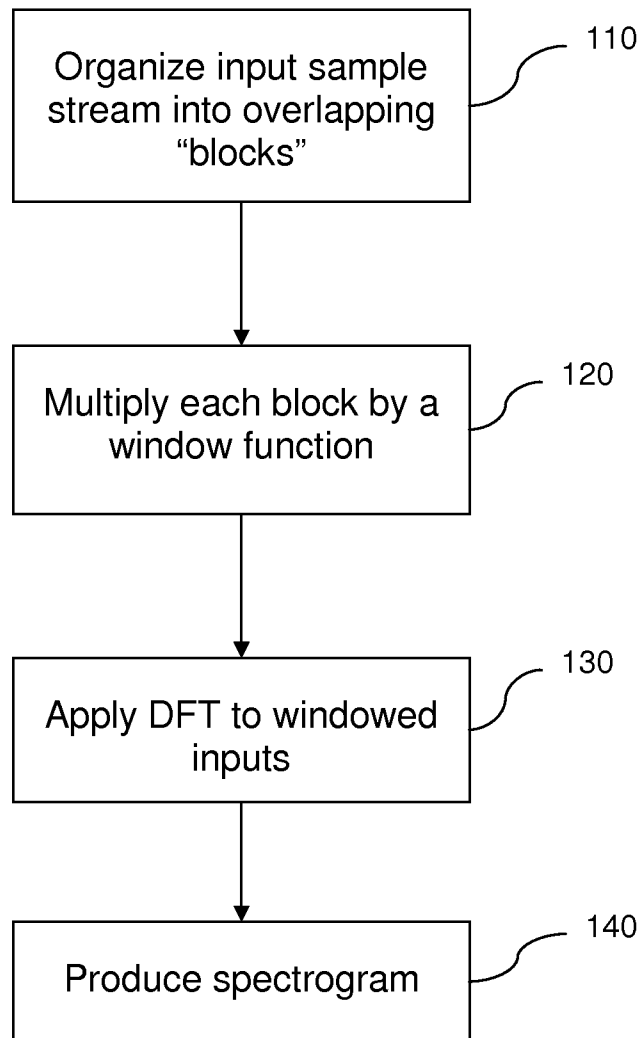 110
Organize input sample
stream into overlapping
“blocks”
120
Multiply each block by a
window function
130
Apply DFT to windowed
inputs
140
Produce spectrogram